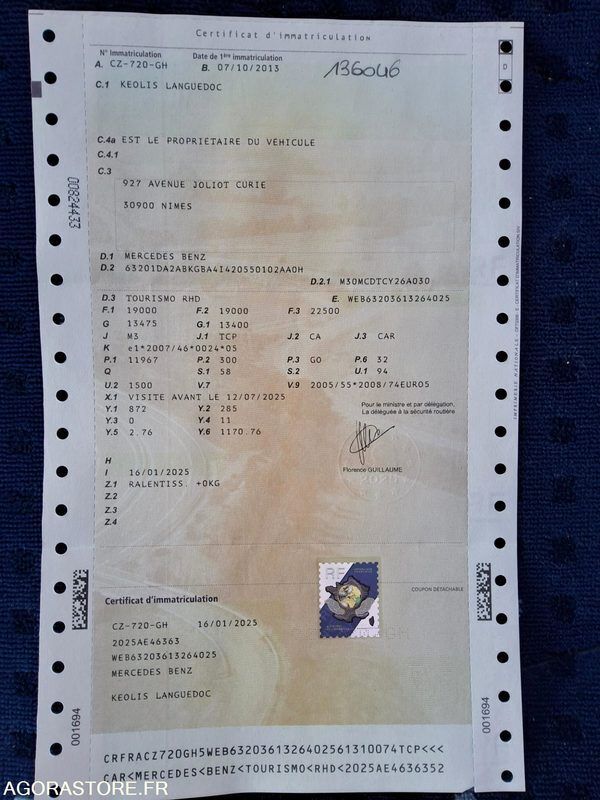 Certificat d'immatriculation
N° Immatriculation Date de 1ère immatriculation
A. CZ-720-GH B. 07/10/2013 136046
D
C.1 KEOLIS LANGUEDOC
C.4a EST LE PROPRIETAIRE DU VÉHICULE
C.4.1
C.3
927 AVENUE JOLIOT CURIE
30900 NIMES
00824433
D.1 MERCEDES BENZ
D.2 63201DA2ABKGBA4I420550102AA0H
D.2.1 M30MCDTCY26A030
D.3 TOURISMO RHD E. WEB63203613264025
F.1 19000 F.2 19000 F.3 22500
G 13475 G.1 13400
J M3 J.1 TCP J.2 CA J.3 CAR
K e1*2007/46*0024*05
P.1 11967 P.2 300 P.3 GO P.6 32
Q S.1 58 S.2 U.1 94
U.2 1500 V.7 V.9 2005/55*2008/74EURO5
X.1 VISITE AVANT LE 12/07/2025
Y.1 872 Y.2 285
Y.3 0 Y.4 11
Y.5 2.76 Y.6 1170.76
Pour le ministre et par délégation,
La déléguée à la sécurité routière
Florence GUILLAUME
H
I 16/01/2025
Z.1 RALENTISS. +0KG
Z.2
Z.3
Z.4
RF
COUPON DÉTACHABLE
Certificat d'immatriculation
CZ-720-GH 16/01/2025
2025AE46363
WEB63203613264025
MERCEDES BENZ
KEOLIS LANGUEDOC
001694
001694
CRFRACZ720GH5WEB6320361326402561310074TCP<<<
CAR<MERCEDES<BENZ<TOURISMO<RHD<2025AE4636352
AGORASTORE.FR